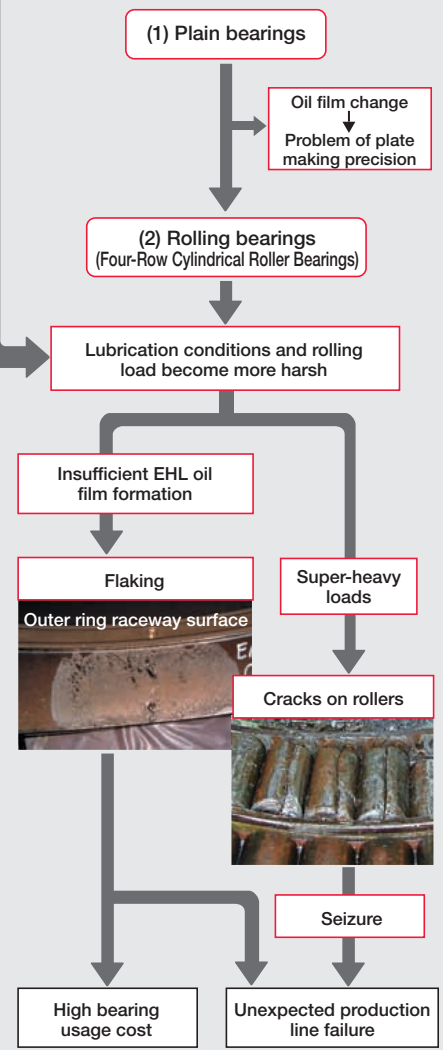 (1) Plain bearings
Oil film change
Problem of plate
making precision
(2) Rolling bearings
(Four-Row Cylindrical Roller Bearings)
Lubrication conditions and rolling
load become more harsh
Insufficient EHL oil
film formation
Flaking
Outer ring raceway surface
Super-heavy
loads
Cracks on rollers
Seizure
High bearing
usage cost
Unexpected production
line failure